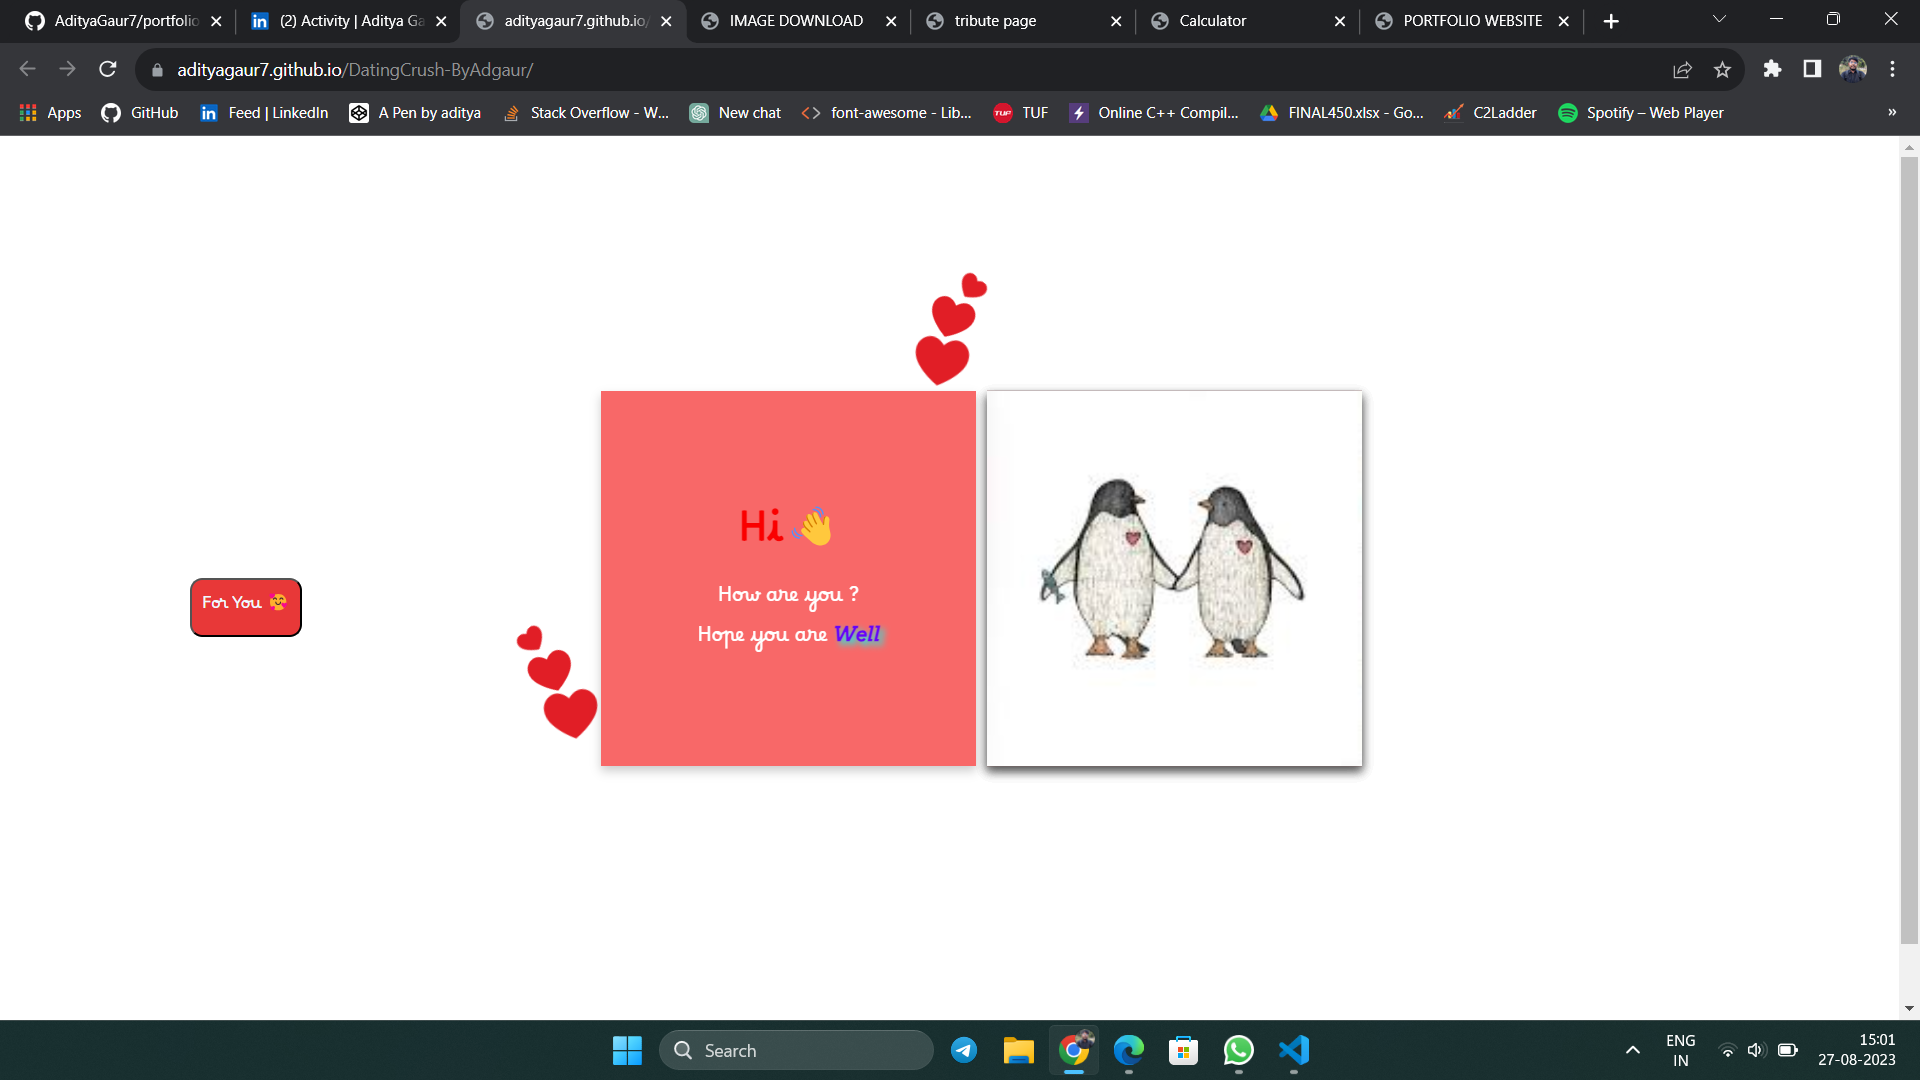 AdityaGaur7/portfolio
(2) Activity | Aditya Ga
adityagaur7.github.io/
IMAGE DOWNLOAD
tribute page
Calculator
PORTFOLIO WEBSITE
adityagaur7.github.io/DatingCrush-ByAdgaur/
Apps
GitHub
Feed | LinkedIn
A Pen by aditya
Stack Overflow - W...
New chat
font-awesome - Lib...
TUF
TUF
Online C++ Compil...
FINAL450.xlsx - Go...
C2Ladder
Spotify – Web Player
»
Hi 👋
How are you ?
For You 🥰
Hope you are Well
Search
ENG
IN
15:01
27-08-2023